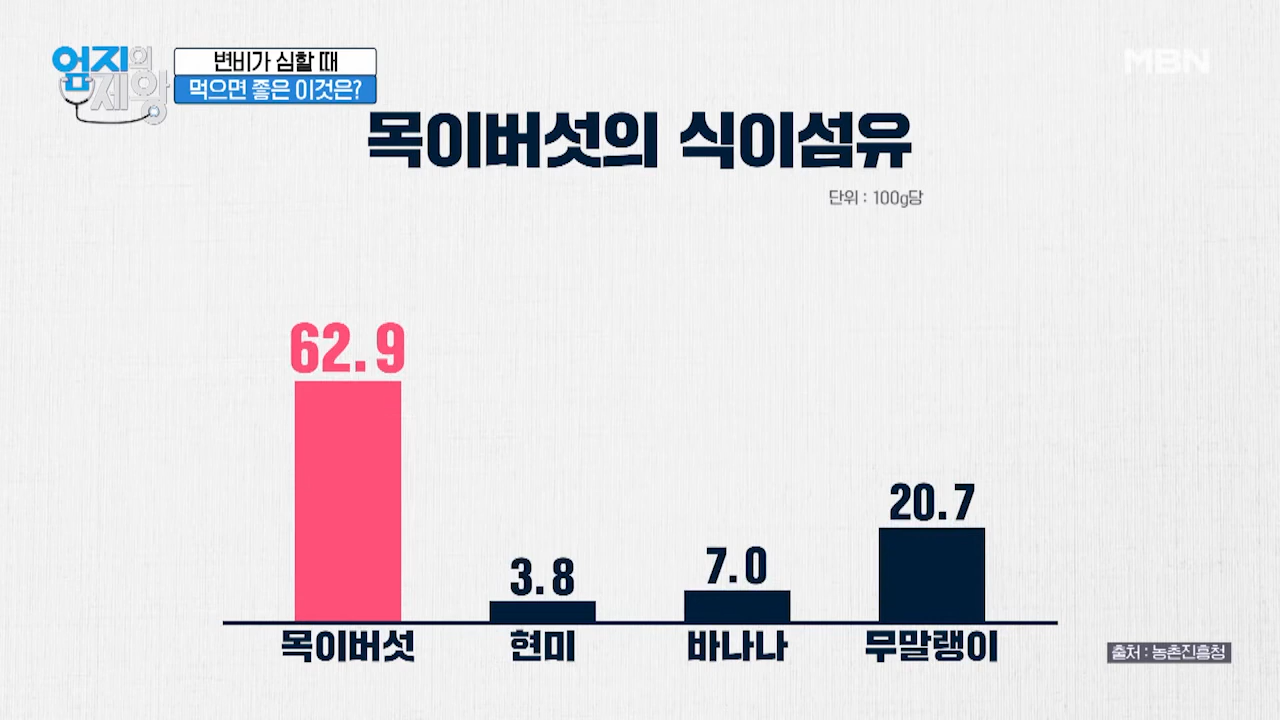 엄지의 제왕
변비가 심할 때
먹으면 좋은 이것은?
MBN
목이버섯의 식이섬유
단위 : 100g당
62.9
3.8
7.0
20.7
목이버섯
현미
바나나
무말랭이
출처 : 농촌진흥청